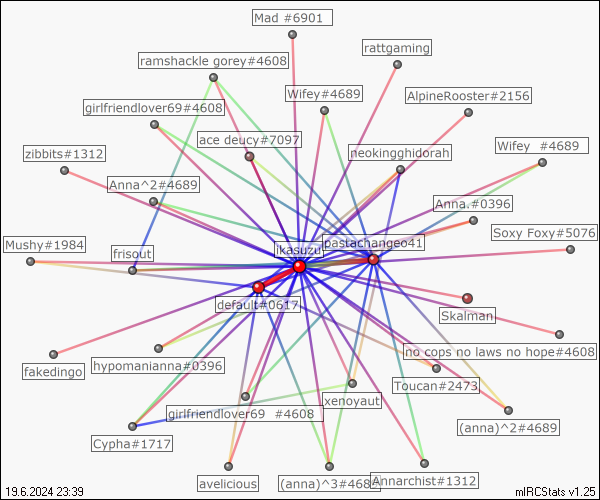 Mad #6901
rattgaming
ramshackle gorey#4608
Wifey#4689
AlpineRooster#2156
girlfriendlover69#4608
ace deucy#7097
Wifey  #4689
zibbits#1312
neokingghidorah
Anna^2#4689
Anna.#0396
Soxy Foxy#5076
Mushy#1984
frisout
ikasuzu
pastachangeo41
default#0617
Skalman
no cops no laws no hope#4608
fakedingo
hypomanianna#0396
Toucan#2473
xenoyaut
girlfriendlover69  #4608
(anna)^2#4689
Cypha#1717
avelicious
(anna)^3#468
Annarchist#1312
19.6.2024 23:39
mIRCStats v1.25